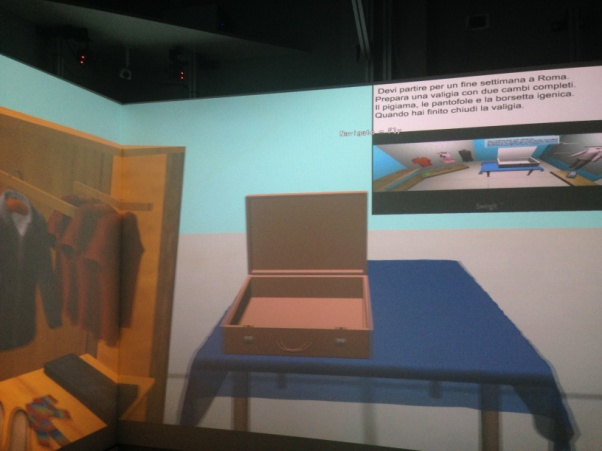 Devi partire per un fine settimana a Roma.
Prepara una valigia con due cambi completi.
Il pigiama, le pantofole e la borsetta igenica.
Quando hai finito chiudi la valigia.